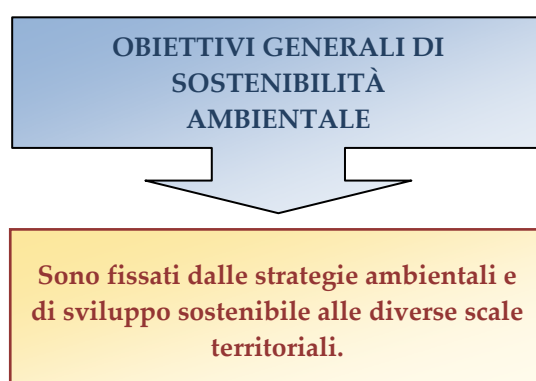 OBIETTIVI GENERALI DI
SOSTENIBILITÀ
AMBIENTALE
Sono fissati dalle strategie ambientali e
di sviluppo sostenibile alle diverse scale
territoriali.